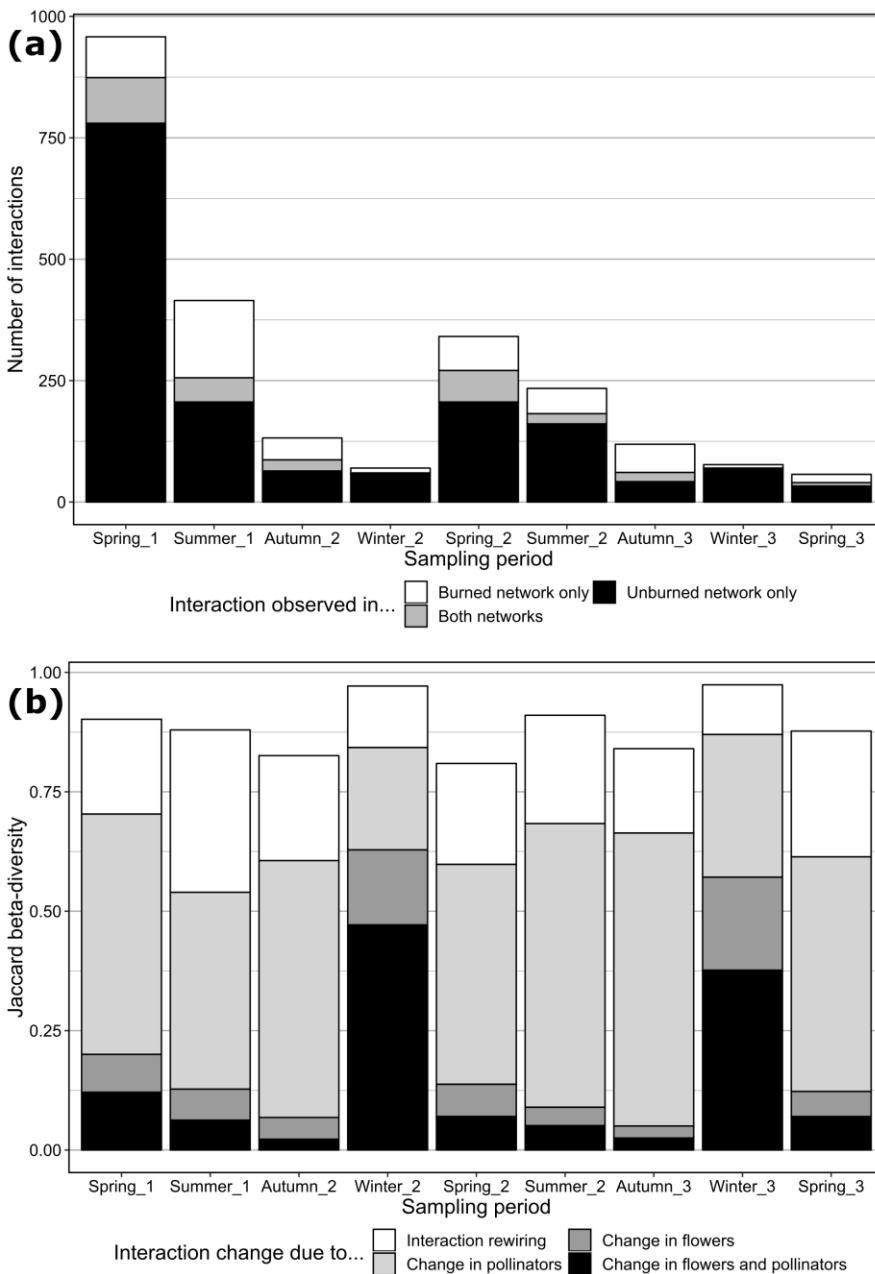 (a)
Number of interactions
1000
750
500
250
0
Spring_1 Summer_1 Autumn_2 Winter_2 Spring_2 Summer_2 Autumn_3 Winter_3 Spring_3
Sampling period
Interaction observed in...
Burned network only Unburned network only
Both networks
(b)
Jaccard beta-diversity
1.00
0.75
0.50
0.25
0.00
Spring_1 Summer_1 Autumn_2 Winter_2 Spring_2 Summer_2 Autumn_3 Winter_3 Spring_3
Sampling period
Interaction change due to...
Interaction rewiring Change in flowers
Change in pollinators Change in flowers and pollinators